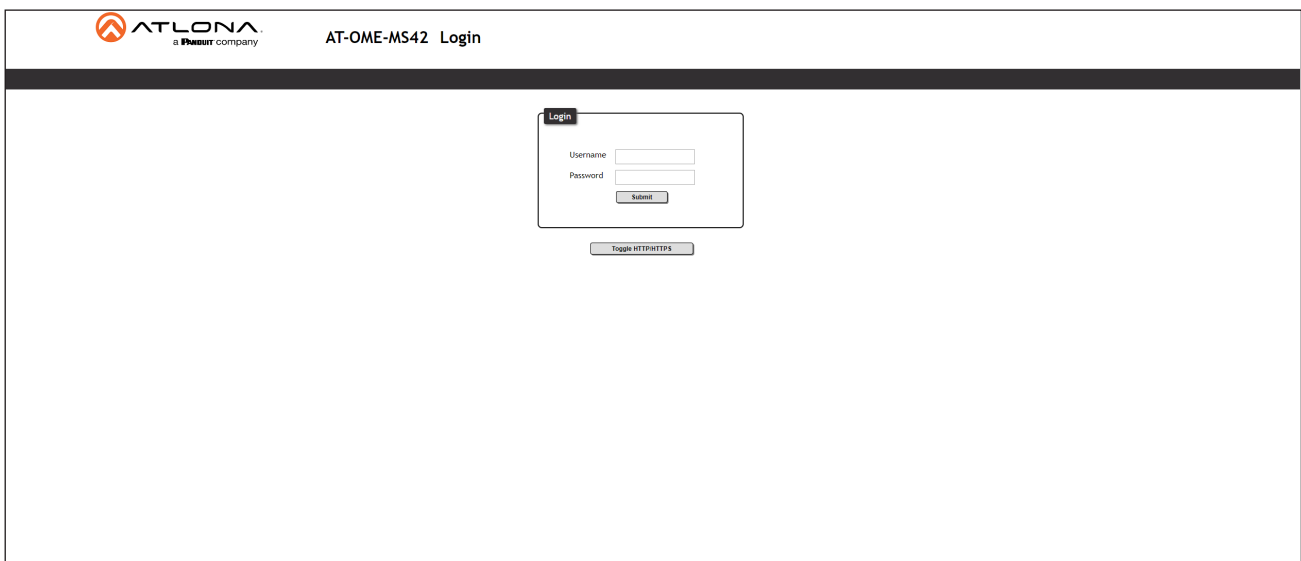 ATLONA.
a PANDUIT company
AT-OME-MS42 Login
Login
Username
Password
Submit
Toggle HTTP/HTTPS